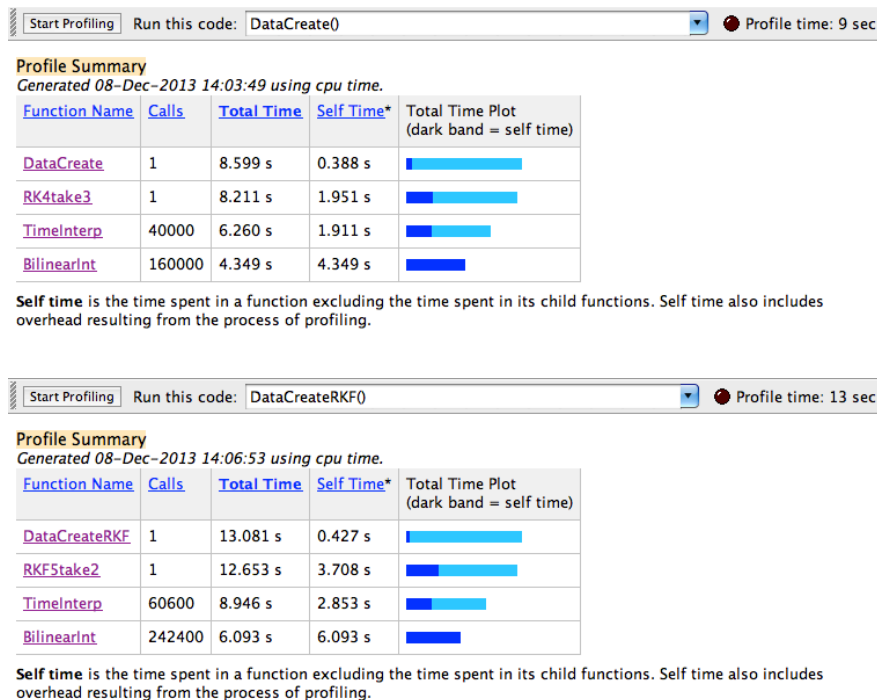 Start Profiling Run this code: DataCreate() Profile time: 9 sec
Profile Summary
Generated 08-Dec-2013 14:03:49 using cpu time.
Function Name Calls Total Time Self Time* Total Time Plot
(dark band = self time)
DataCreate 1 8.599 s 0.388 s
RK4take3 1 8.211 s 1.951 s
TimeInterp 40000 6.260 s 1.911 s
BilinearInt 160000 4.349 s 4.349 s
Self time is the time spent in a function excluding the time spent in its child functions. Self time also includes
overhead resulting from the process of profiling.
Start Profiling Run this code: DataCreateRKF() Profile time: 13 sec
Profile Summary
Generated 08-Dec-2013 14:06:53 using cpu time.
Function Name Calls Total Time Self Time* Total Time Plot
(dark band = self time)
DataCreateRKF 1 13.081 s 0.427 s
RKF5take2 1 12.653 s 3.708 s
TimeInterp 60600 8.946 s 2.853 s
BilinearInt 242400 6.093 s 6.093 s
Self time is the time spent in a function excluding the time spent in its child functions. Self time also includes
overhead resulting from the process of profiling.